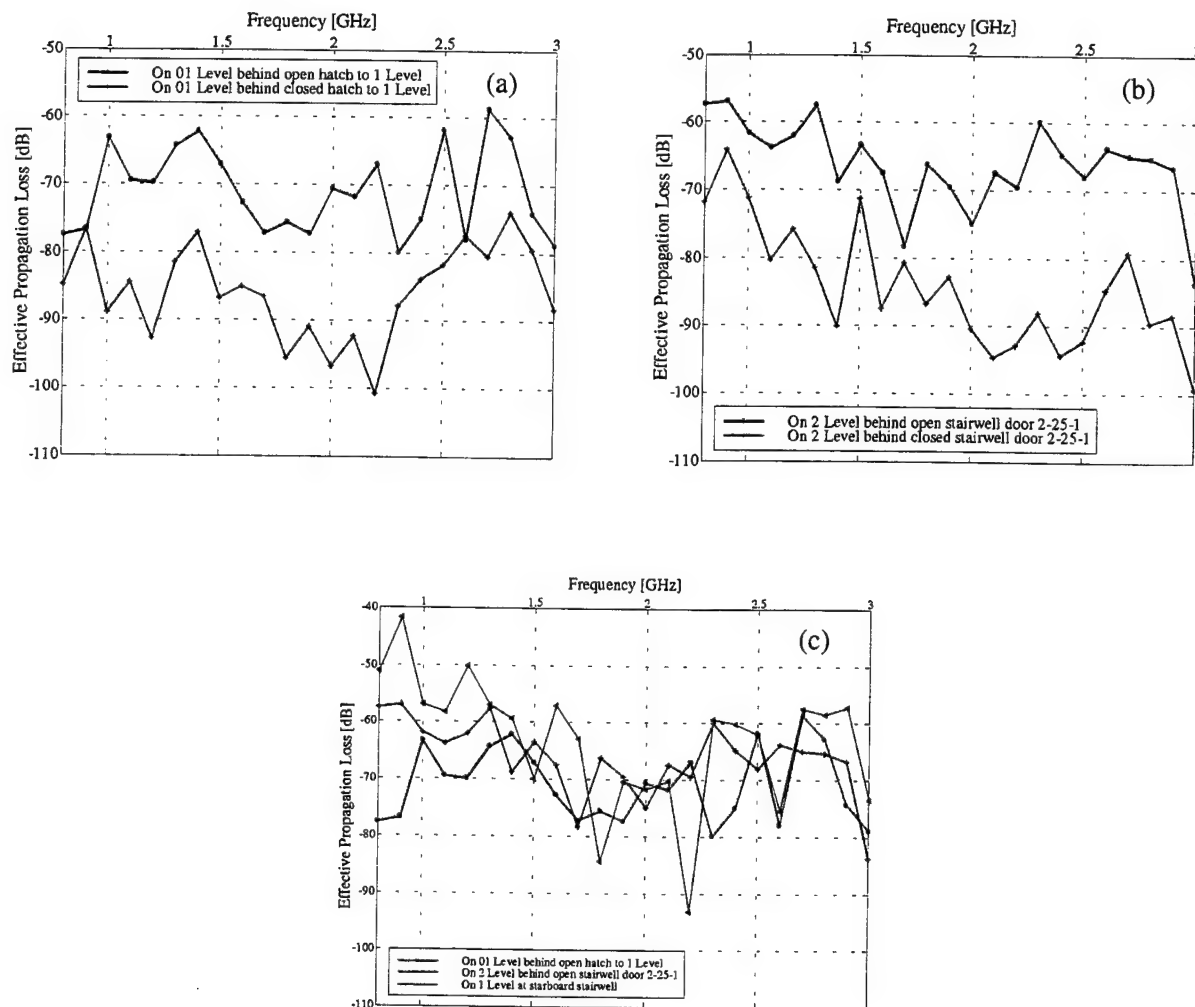 Frequency [GHz]
1 1.5 2 2.5 3
-50
-60
-70
-80
-90
-100
-110
Effective Propagation Loss [dB]
On 01 Level behind open hatch to 1 Level
On 01 Level behind closed hatch to 1 Level
(a)
Frequency [GHz]
1 1.5 2 2.5 3
-50
-60
-70
-80
-90
-100
-110
Effective Propagation Loss [dB]
(b)
On 2 Level behind open stairwell door 2-25-1
On 2 Level behind closed stairwell door 2-25-1
Frequency [GHz]
1 1.5 2 2.5 3
-40
-50
-60
-70
-80
-90
-100
-110
Effective Propagation Loss [dB]
(c)
On 01 Level behind open hatch to 1 Level
On 2 Level behind open stairwell door 2-25-1
On 1 Level at starboard stairwell